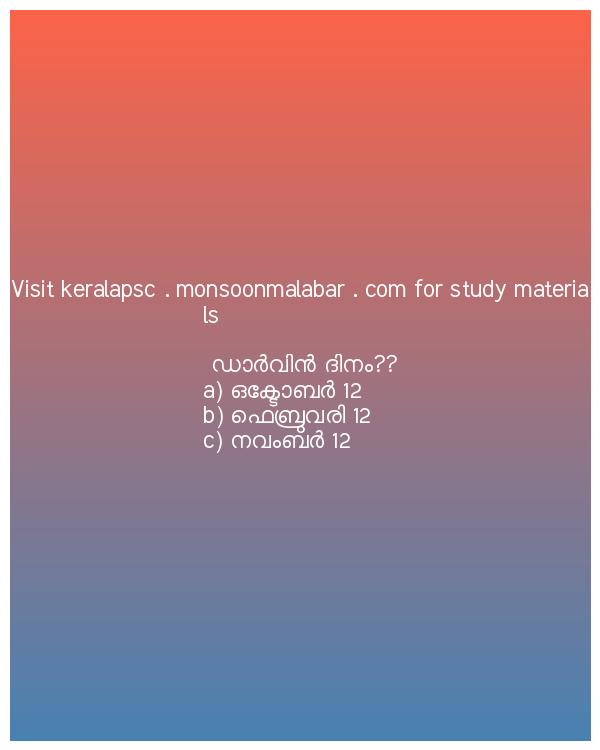 Visit keralapsc . monsoonmalabar . com for study materia
ls
ഡാർവിൻ ദിനം??
a) ഒക്ടോബർ 12
b) ഫെബ്രുവരി 12
c) നവംബർ 12